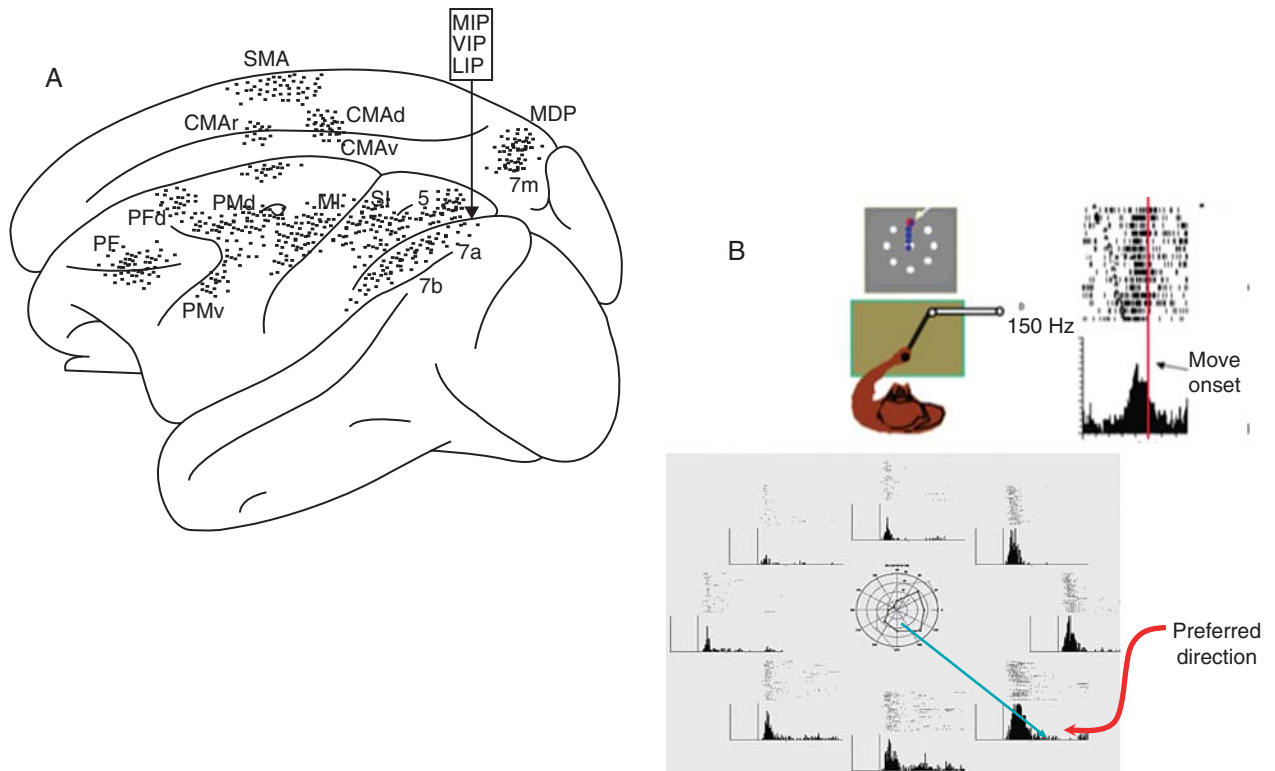 A
SMA
MIP
VIP
LIP
CMAr
CMAd
CMAv
MDP
7m
PFd
PMd
MI
SI
5
PF
7a
7b
PMv
B
150 Hz
Move
onset
Preferred
direction